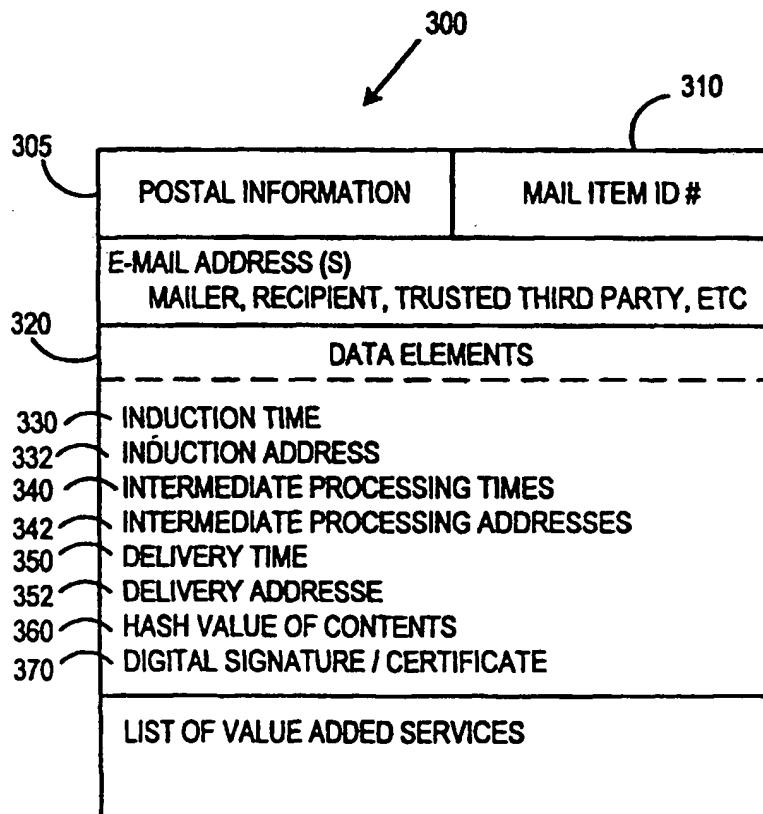 300
310
305
POSTAL INFORMATION
MAIL ITEM ID #
E-MAIL ADDRESS (S)
MAILER, RECIPIENT, TRUSTED THIRD PARTY, ETC
320
DATA ELEMENTS
330 INDUCTION TIME
332 INDUCTION ADDRESS
340 INTERMEDIATE PROCESSING TIMES
342 INTERMEDIATE PROCESSING ADDRESSES
350 DELIVERY TIME
352 DELIVERY ADDRESSE
360 HASH VALUE OF CONTENTS
370 DIGITAL SIGNATURE / CERTIFICATE
LIST OF VALUE ADDED SERVICES